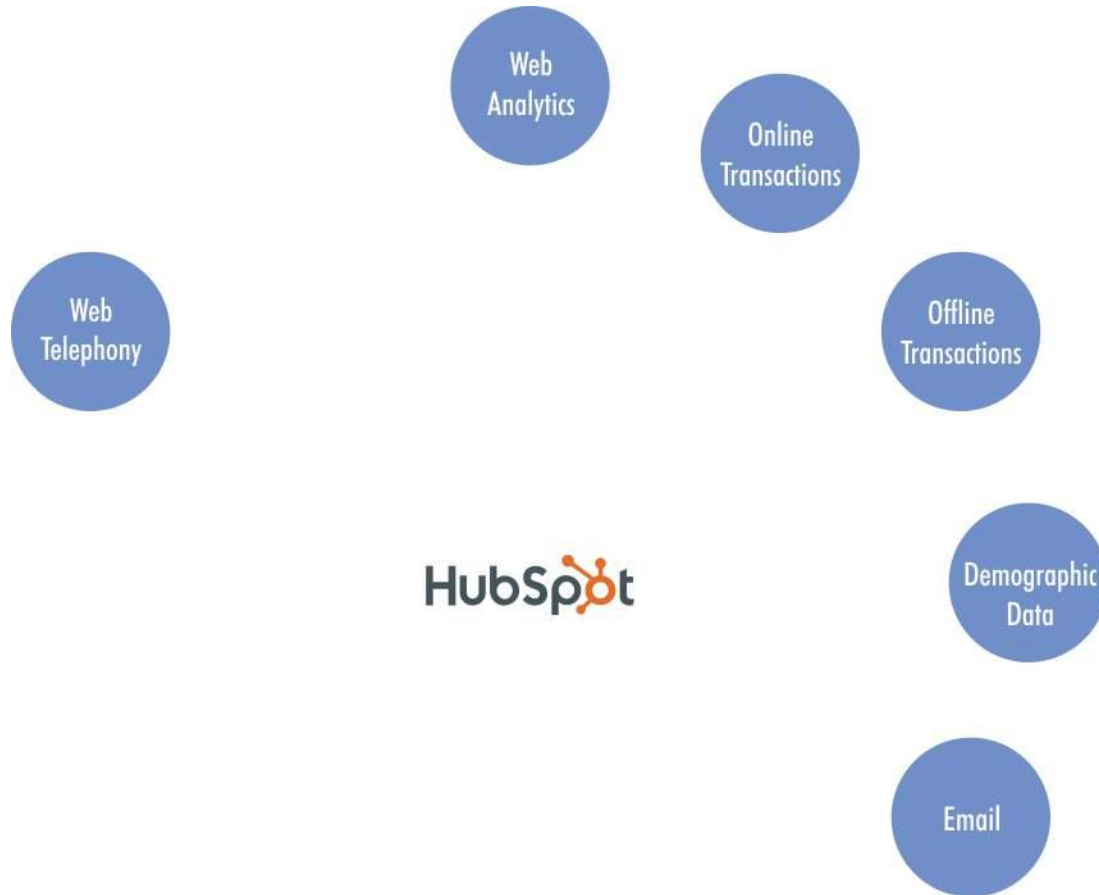 Web
Analytics
Online
Transactions
Web
Telephony
Offline
Transactions
Demographic
Data
HubSpot
Email